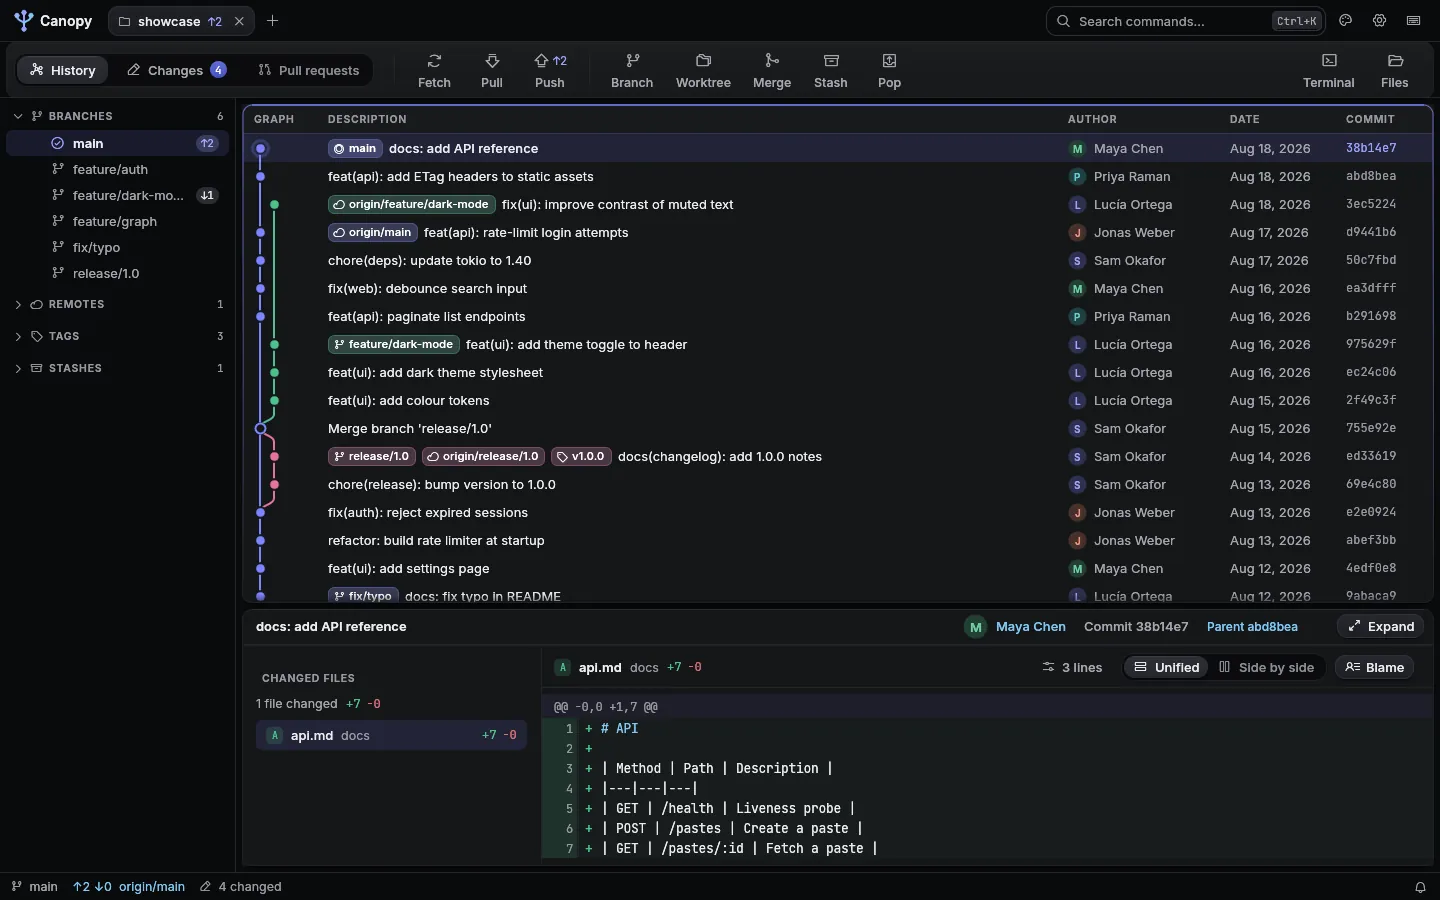 Canopy
showcase ↑2
Search commands... Ctrl+K
History
Changes 4
Pull requests
Fetch
Pull
↑2
Push
Branch
Worktree
Merge
Stash
Pop
Terminal
Files
BRANCHES 6
main ↑2
feature/auth
feature/dark-mo... ↓1
feature/graph
fix/typo
release/1.0
REMOTES 1
TAGS 3
STASHES 1
GRAPH DESCRIPTION AUTHOR DATE COMMIT
main docs: add API reference M Maya Chen Aug 18, 2026 38b14e7
feat(api): add ETag headers to static assets P Priya Raman Aug 18, 2026 abd8bea
origin/feature/dark-mode fix(ui): improve contrast of muted text L Lucía Ortega Aug 18, 2026 3ec5224
origin/main feat(api): rate-limit login attempts J Jonas Weber Aug 17, 2026 d9441b6
chore(deps): update tokio to 1.40 S Sam Okafor Aug 17, 2026 50c7fbd
fix(web): debounce search input M Maya Chen Aug 16, 2026 ea3dfff
feat(api): paginate list endpoints P Priya Raman Aug 16, 2026 b291698
feature/dark-mode feat(ui): add theme toggle to header L Lucía Ortega Aug 16, 2026 975629f
feat(ui): add dark theme stylesheet L Lucía Ortega Aug 16, 2026 ec24c06
feat(ui): add colour tokens L Lucía Ortega Aug 15, 2026 2f49c3f
Merge branch 'release/1.0' S Sam Okafor Aug 15, 2026 755e92e
release/1.0 origin/release/1.0 v1.0.0 docs(changelog): add 1.0.0 notes S Sam Okafor Aug 14, 2026 ed33619
chore(release): bump version to 1.0.0 S Sam Okafor Aug 13, 2026 69e4c80
fix(auth): reject expired sessions J Jonas Weber Aug 13, 2026 e2e0924
refactor: build rate limiter at startup J Jonas Weber Aug 13, 2026 abef3bb
feat(ui): add settings page M Maya Chen Aug 12, 2026 4edf0e8
fix/typo docs: fix typo in README L Lucía Ortega Aug 12, 2026 9abaca9
docs: add API reference M Maya Chen Commit 38b14e7 Parent abd8bea Expand
CHANGED FILES
1 file changed +7 -0
A api.md docs +7 -0
A api.md docs +7 -0 3 lines Unified Side by side Blame
@@ -0,0 +1,7 @@
1 + # API
2 +
3 + | Method | Path | Description |
4 + |---|---|---|
5 + | GET | /health | Liveness probe |
6 + | POST | /pastes | Create a paste |
7 + | GET | /pastes/:id | Fetch a paste |
main ↑2 ↓0 origin/main 4 changed